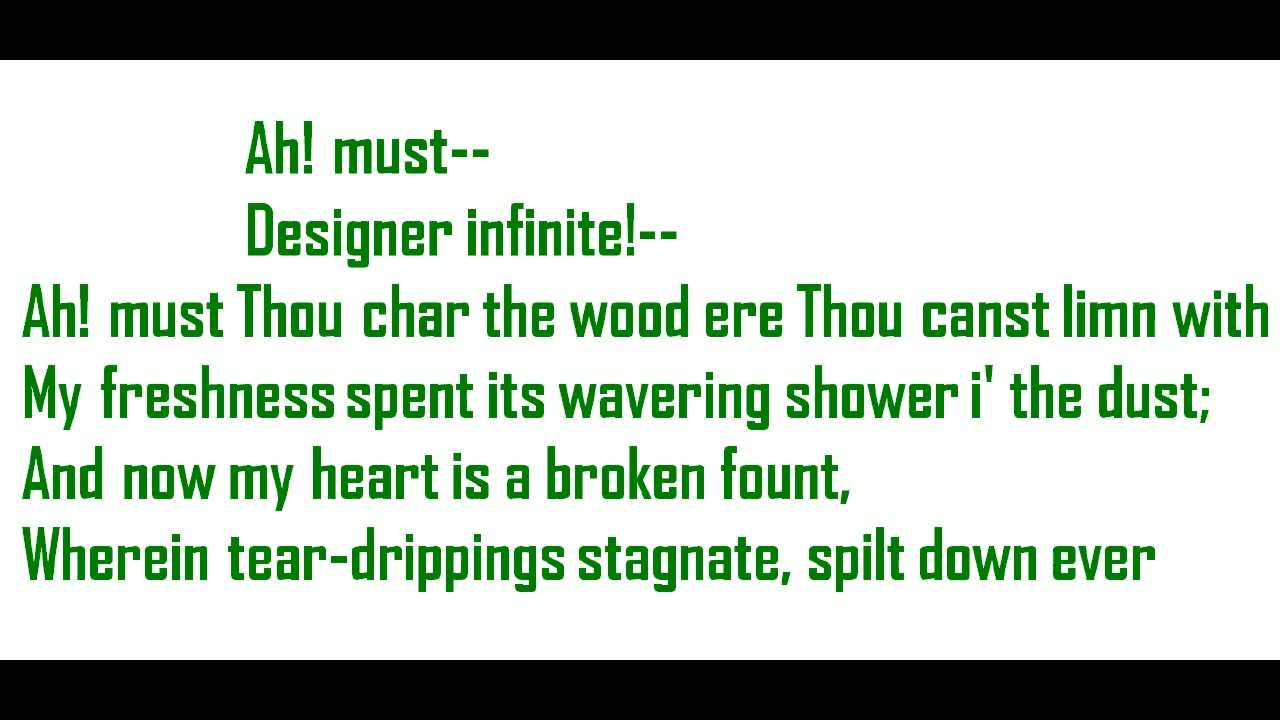 Ah! must--
Designer infinite!--
Ah! must Thou char the wood ere Thou canst limn with
My freshness spent its wavering shower i' the dust;
And now my heart is a broken fount,
Wherein tear-drippings stagnate, spilt down ever